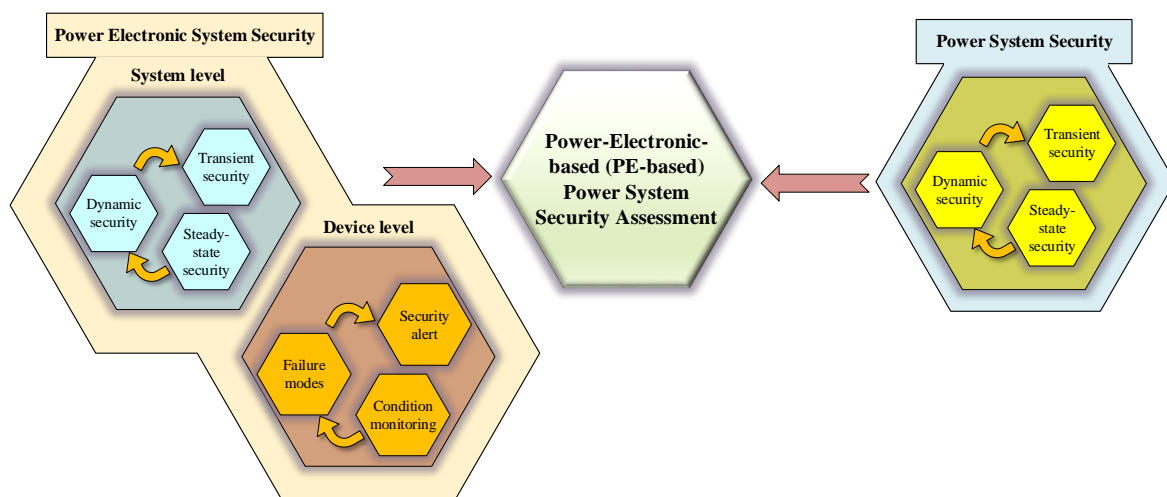 Power Electronic System Security
System level
Transient
security
Dynamic
security
Steady-
state
security
Device level
Security
alert
Failure
modes
Condition
monitoring
Power-Electronic-
based (PE-based)
Power System
Security Assessment
Power System Security
Transient
security
Dynamic
security
Steady-
state
security